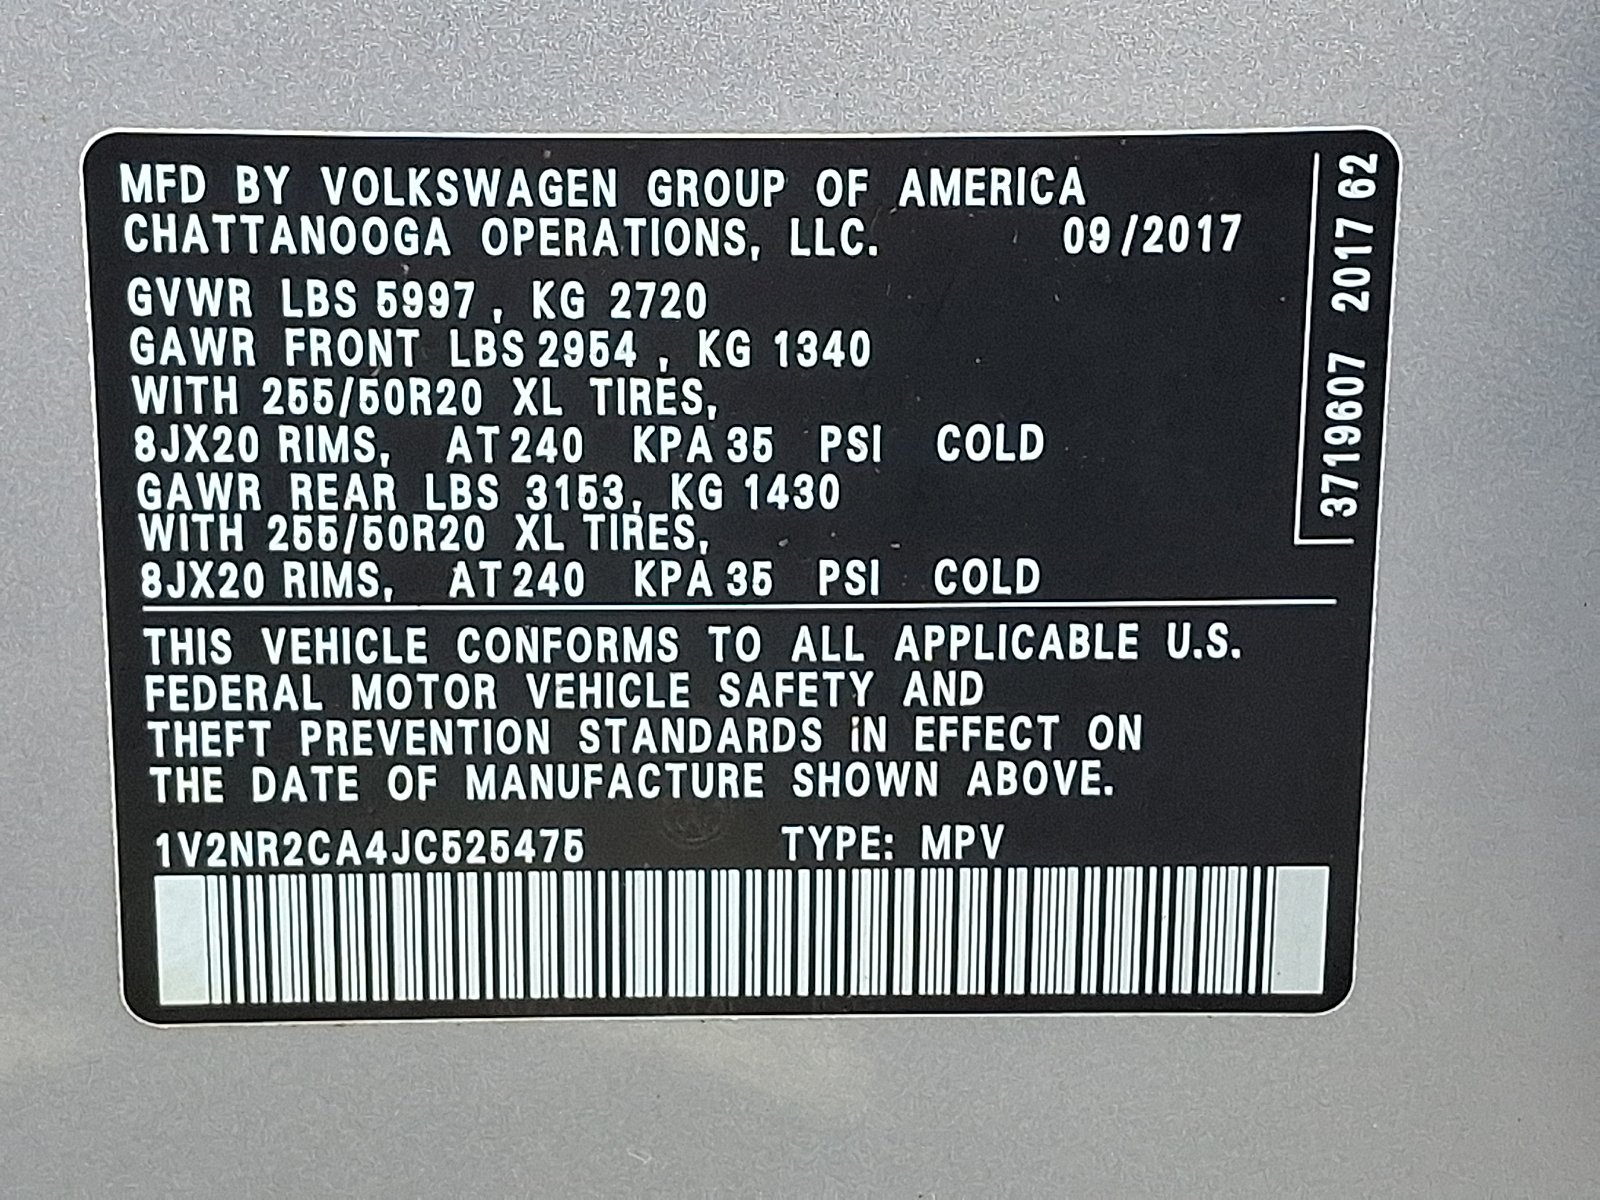 MFD BY VOLKSWAGEN GROUP OF AMERICA
CHATTANOOGA OPERATIONS, LLC. 09/2017
GVWR LBS 5997, KG 2720
GAWR FRONT LBS 2954, KG 1340
WITH 255/50R20 XL TIRES,
8JX20 RIMS, AT 240 KPA 35 PSI COLD
GAWR REAR LBS 3153, KG 1430
WITH 255/50R20 XL TIRES,
8JX20 RIMS, AT 240 KPA 35 PSI COLD
THIS VEHICLE CONFORMS TO ALL APPLICABLE U.S.
FEDERAL MOTOR VEHICLE SAFETY AND
THEFT PREVENTION STANDARDS IN EFFECT ON
THE DATE OF MANUFACTURE SHOWN ABOVE.
1V2NR2CA4JC525475 TYPE: MPV
3719607 2017 62